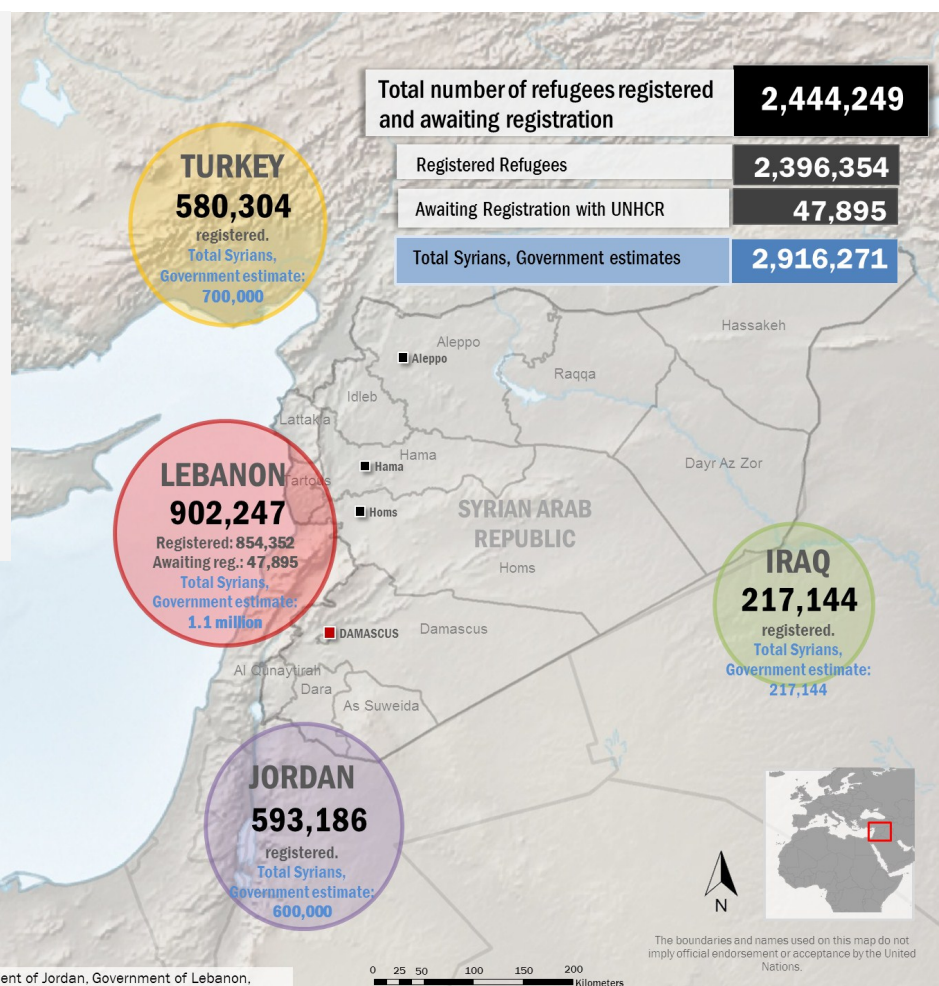 Total number of refugees registered
and awaiting registration
2,444,249
Registered Refugees
2,396,354
Awaiting Registration with UNHCR
47,895
Total Syrians, Government estimates
2,916,271
TURKEY
580,304
registered.
Total Syrians,
Government estimate:
700,000
Hassakeh
Aleppo
Aleppo
Raqqa
Idleb
Lattakia
Hama
Hama
Dayr Az Zor
LEBANON
Tartous
902,247
Registered: 854,352
Awaiting reg.: 47,895
Total Syrians,
Government estimate:
1.1 million
Homs
SYRIAN ARAB
REPUBLIC
Homs
IRAQ
217,144
registered.
Total Syrians,
Government estimate:
217,144
DAMASCUS
Damascus
Al Qunaytirah
Dara
As Suweida
JORDAN
593,186
registered.
Total Syrians,
Government estimate:
600,000
N
The boundaries and names used on this map do not
imply official endorsement or acceptance by the United
Nations.
0 25 50 100 150 200
Kilometers
ent of Jordan, Government of Lebanon,